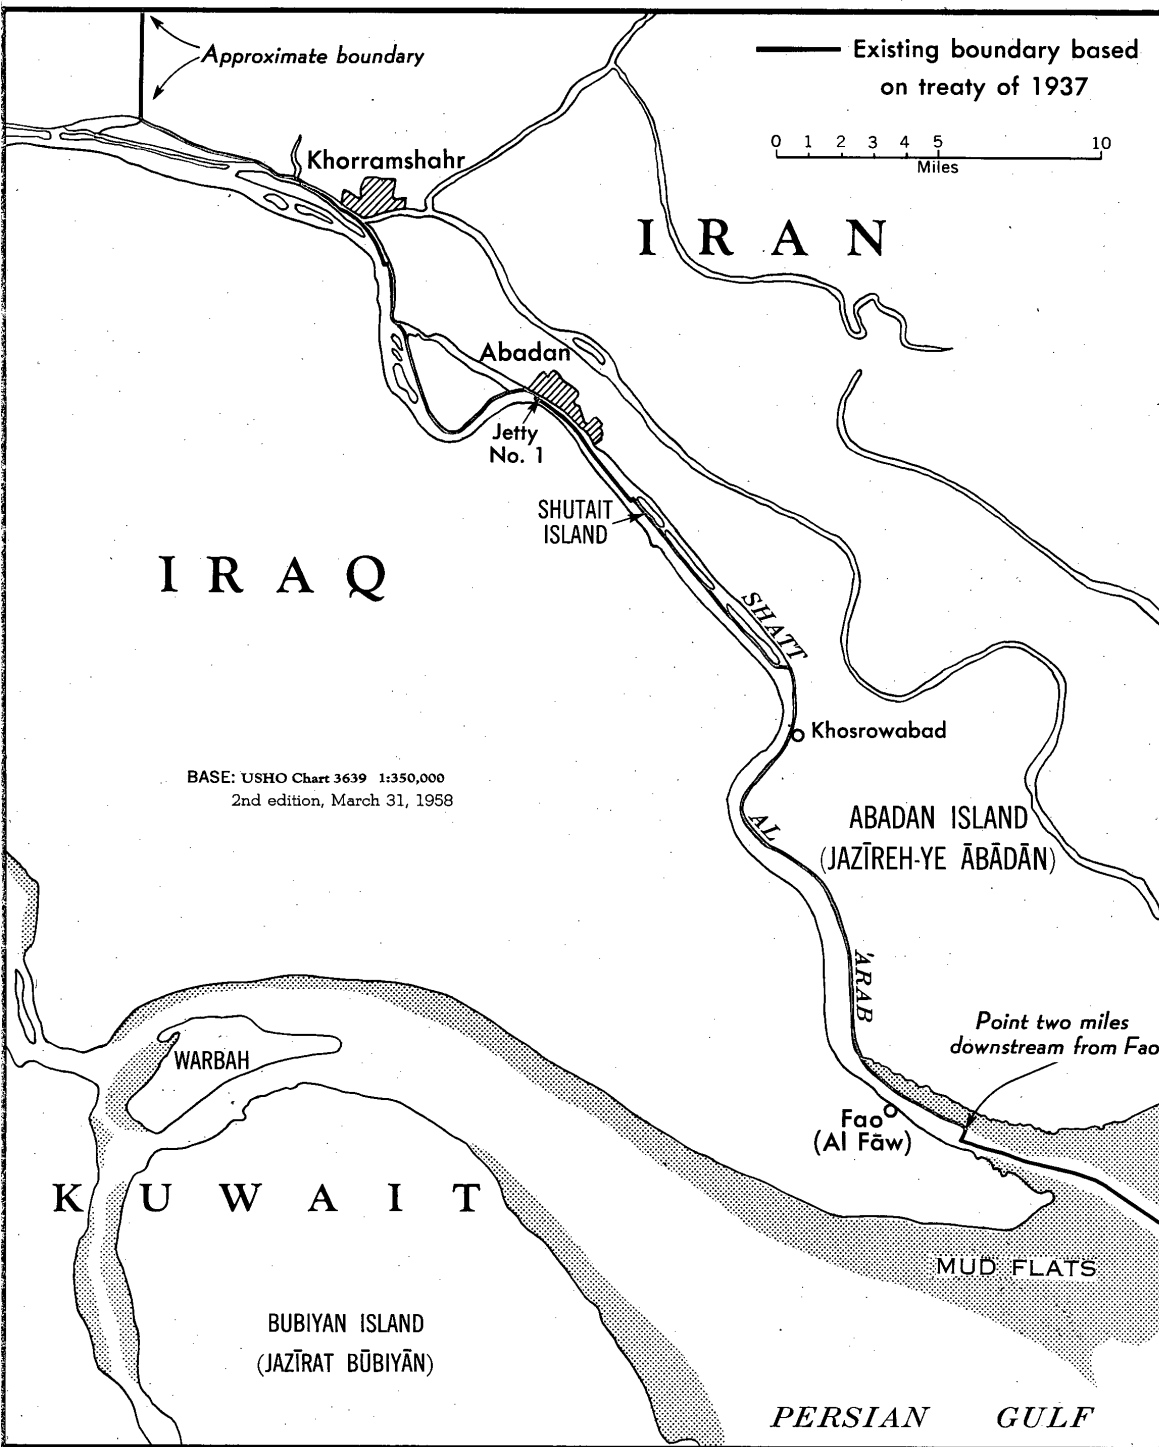 Approximate boundary
Existing boundary based
on treaty of 1937
0 1 2 3 4 5 10
Miles
Khorramshahr
IRAN
Abadan
Jetty
No. 1
SHUTAIT
ISLAND
IRAQ
SHATT
Khosrowabad
BASE: USHO Chart 3639 1:350,000
2nd edition, March 31, 1958
AL
ABADAN ISLAND
(JAZĪREH-YE ĀBĀDĀN)
'ARAB
Point two miles
downstream from Fao
WARBAH
Fao
(Al Fāw)
KUWAIT
MUD FLATS
BUBIYAN ISLAND
(JAZĪRAT BŪBIYĀN)
PERSIAN GULF